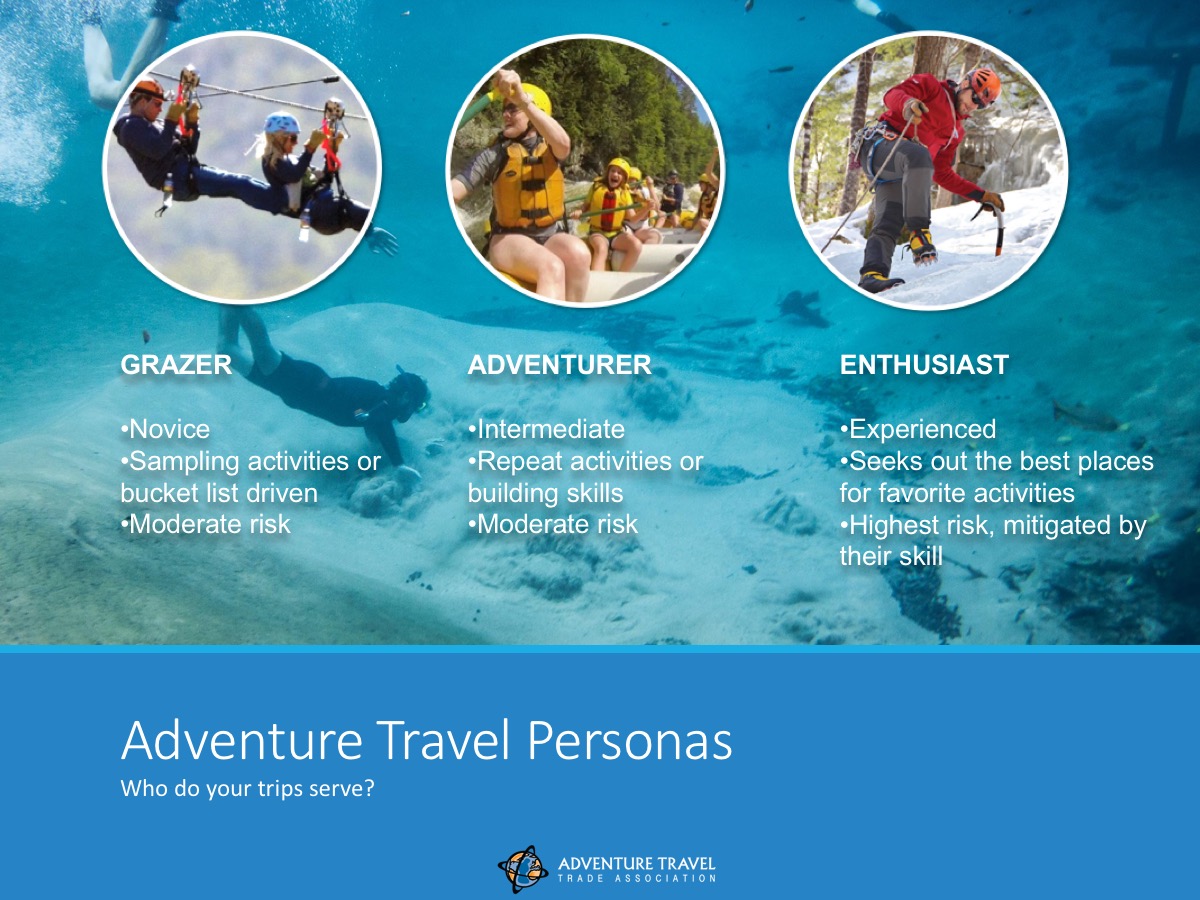 GRAZER
•Novice
•Sampling activities or
bucket list driven
•Moderate risk
ADVENTURER
•Intermediate
•Repeat activities or
building skills
•Moderate risk
ENTHUSIAST
•Experienced
•Seeks out the best places
for favorite activities
•Highest risk, mitigated by
their skill
Adventure Travel Personas
Who do your trips serve?
ADVENTURE TRAVEL
TRADE ASSOCIATION